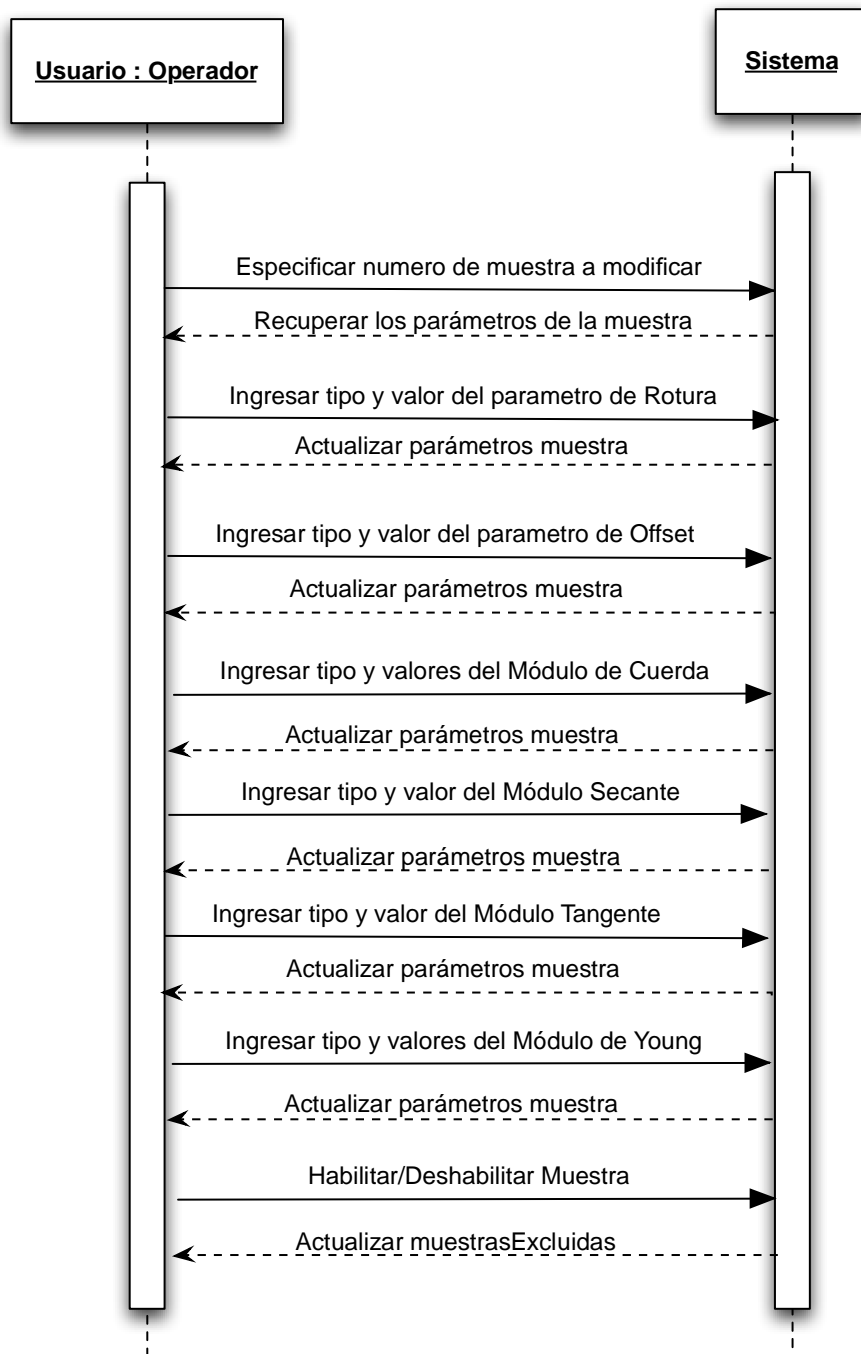 Usuario : Operador
Sistema
Especificar numero de muestra a modificar
Recuperar los parámetros de la muestra
Ingresar tipo y valor del parametro de Rotura
Actualizar parámetros muestra
Ingresar tipo y valor del parametro de Offset
Actualizar parámetros muestra
Ingresar tipo y valores del Módulo de Cuerda
Actualizar parámetros muestra
Ingresar tipo y valor del Módulo Secante
Actualizar parámetros muestra
Ingresar tipo y valor del Módulo Tangente
Actualizar parámetros muestra
Ingresar tipo y valores del Módulo de Young
Actualizar parámetros muestra
Habilitar/Deshabilitar Muestra
Actualizar muestrasExcluidas